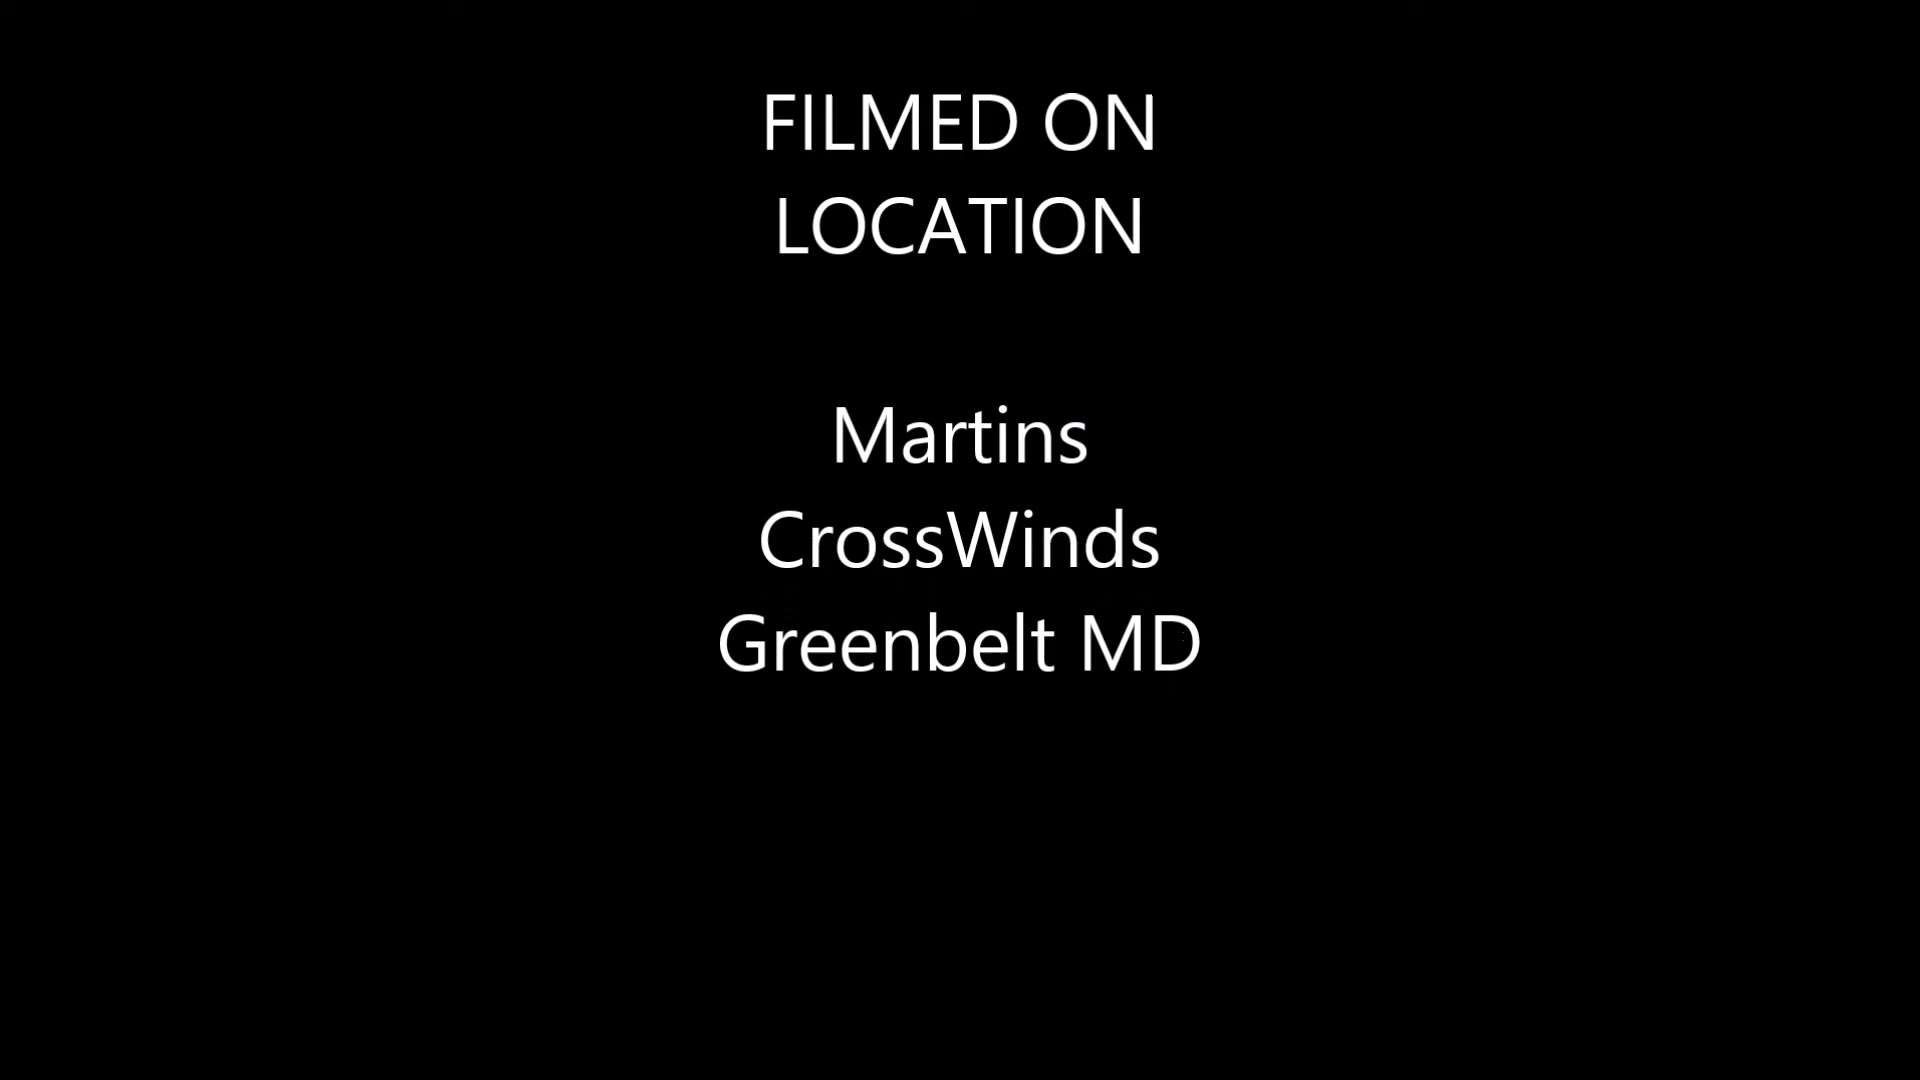 FILMED ON
LOCATION
Martins
CrossWinds
Greenbelt MD